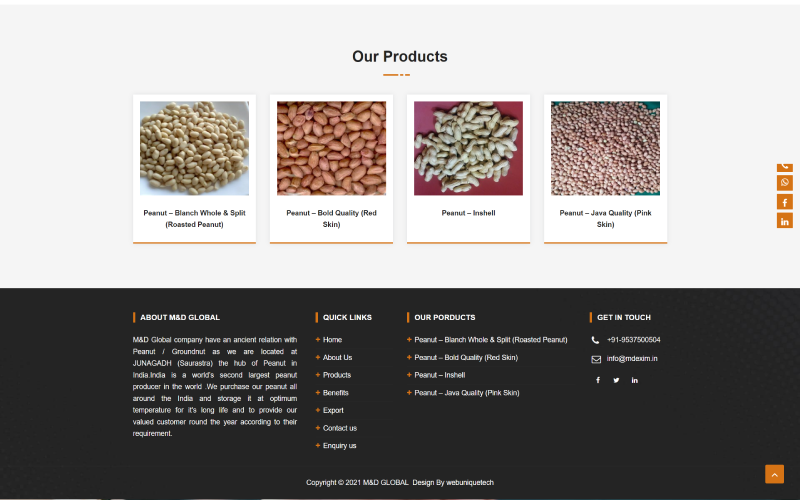 Our Products
Peanut – Blanch Whole & Split
(Roasted Peanut)
Peanut – Bold Quality (Red
Skin)
Peanut – Inshell
Peanut – Java Quality (Pink
Skin)
ABOUT M&D GLOBAL
M&D Global company have an ancient relation with
Peanut / Groundnut as we are located at
JUNAGADH (Saurastra) the hub of Peanut in
India.India is a world's second largest peanut
producer in the world .We purchase our peanut all
around the India and storage it at optimum
temperature for it's long life and to provide our
valued customer round the year according to their
requirement.
QUICK LINKS
Home
About Us
Products
Benefits
Export
Contact us
Enquiry us
OUR PORDUCTS
Peanut – Blanch Whole & Split (Roasted Peanut)
Peanut – Bold Quality (Red Skin)
Peanut – Inshell
Peanut – Java Quality (Pink Skin)
GET IN TOUCH
+91-9537500504
info@mdexim.in
Copyright © 2021 M&D GLOBAL Design By webuniquetech